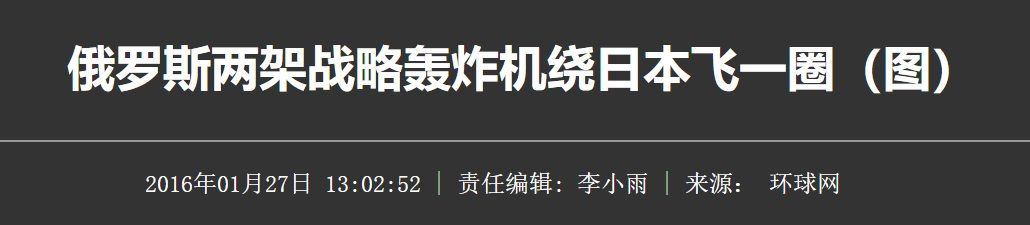 俄罗斯两架战略轰炸机绕日本飞一圈（图）
2016年01月27日 13:02:52 | 责任编辑: 李小雨 | 来源： 环球网